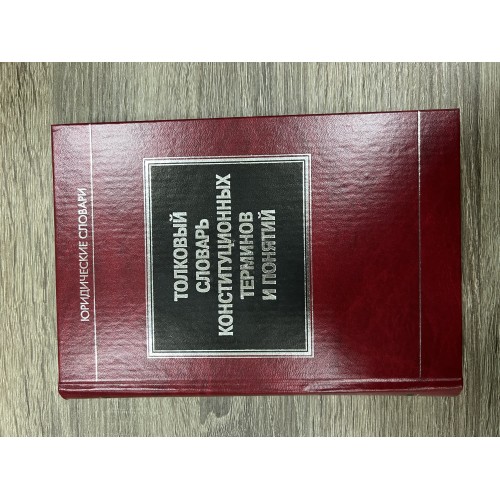 ЮРИДИЧЕСКИЕ СЛОВАРИ
ТОЛКОВЫЙ
СЛОВАРЬ
КОНСТИТУЦИОННЫХ
ТЕРМИНОВ
И ПОНЯТИЙ